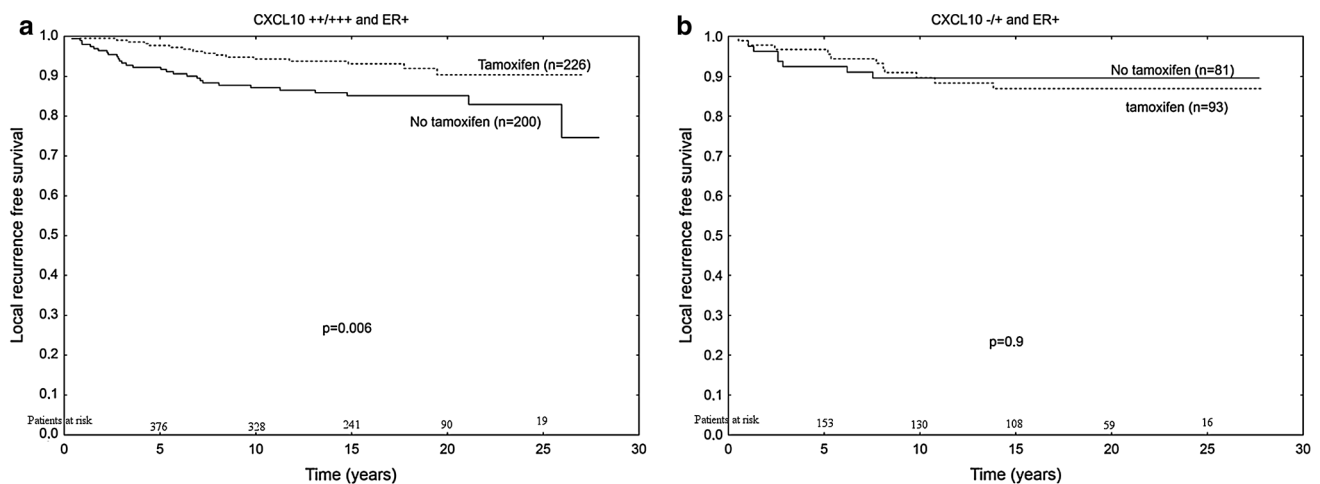 a
CXCL10 ++/+++ and ER+
Local recurrence free survival
1.0
0.9
0.8
0.7
0.6
0.5
0.4
0.3
0.2
0.1
0.0
Tamoxifen (n=226)
No tamoxifen (n=200)
p=0.006
Patients at risk
376 328 241 90 19
0 5 10 15 20 25 30
Time (years)
b
CXCL10 -/+ and ER+
Local recurrence free survival
1.0
0.9
0.8
0.7
0.6
0.5
0.4
0.3
0.2
0.1
0.0
No tamoxifen (n=81)
tamoxifen (n=93)
p=0.9
Patients at risk
153 130 108 59 16
0 5 10 15 20 25 30
Time (years)